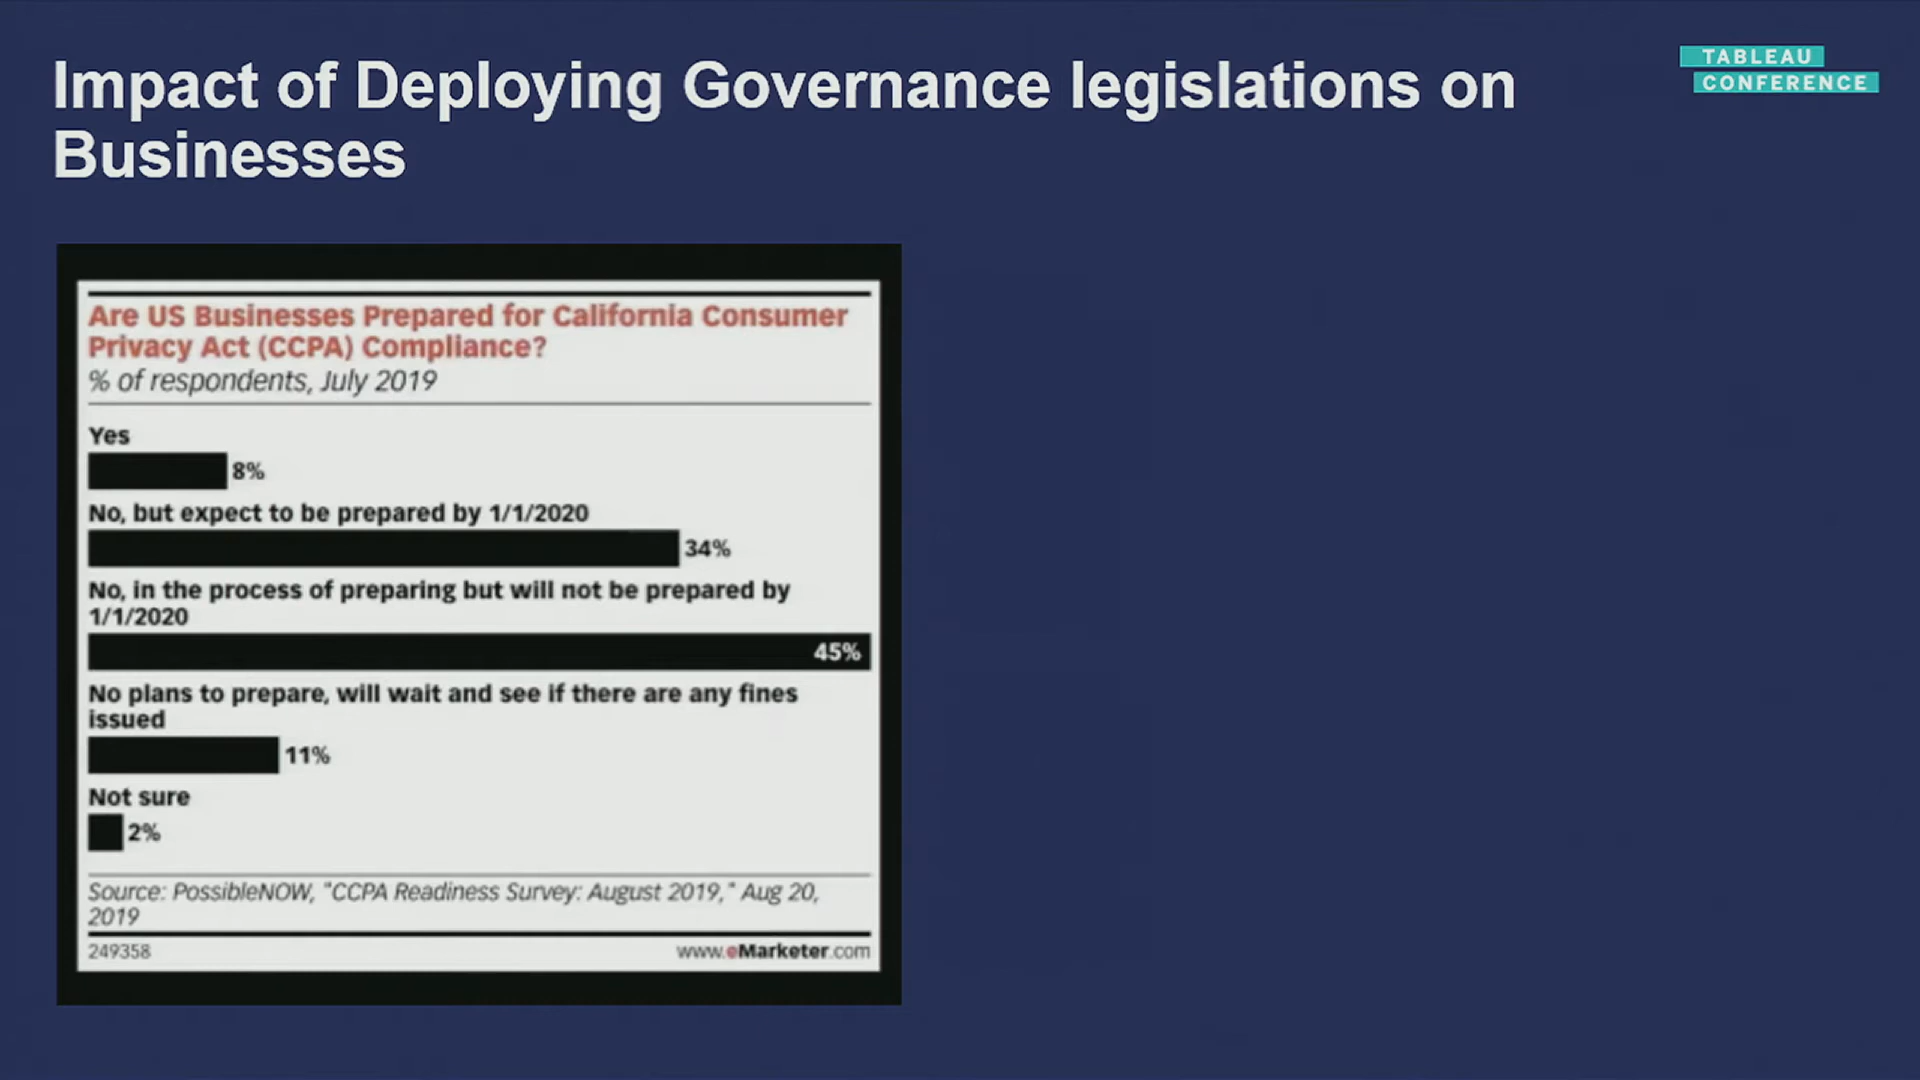 Impact of Deploying Governance legislations on
Businesses
TABLEAU
CONFERENCE
Are US Businesses Prepared for California Consumer
Privacy Act (CCPA) Compliance?
% of respondents, July 2019
Yes
8%
No, but expect to be prepared by 1/1/2020
34%
No, in the process of preparing but will not be prepared by
1/1/2020
45%
No plans to prepare, will wait and see if there are any fines
issued
11%
Not sure
2%
Source: PossibleNOW, "CCPA Readiness Survey: August 2019," Aug 20,
2019
249358
www.eMarketer.com